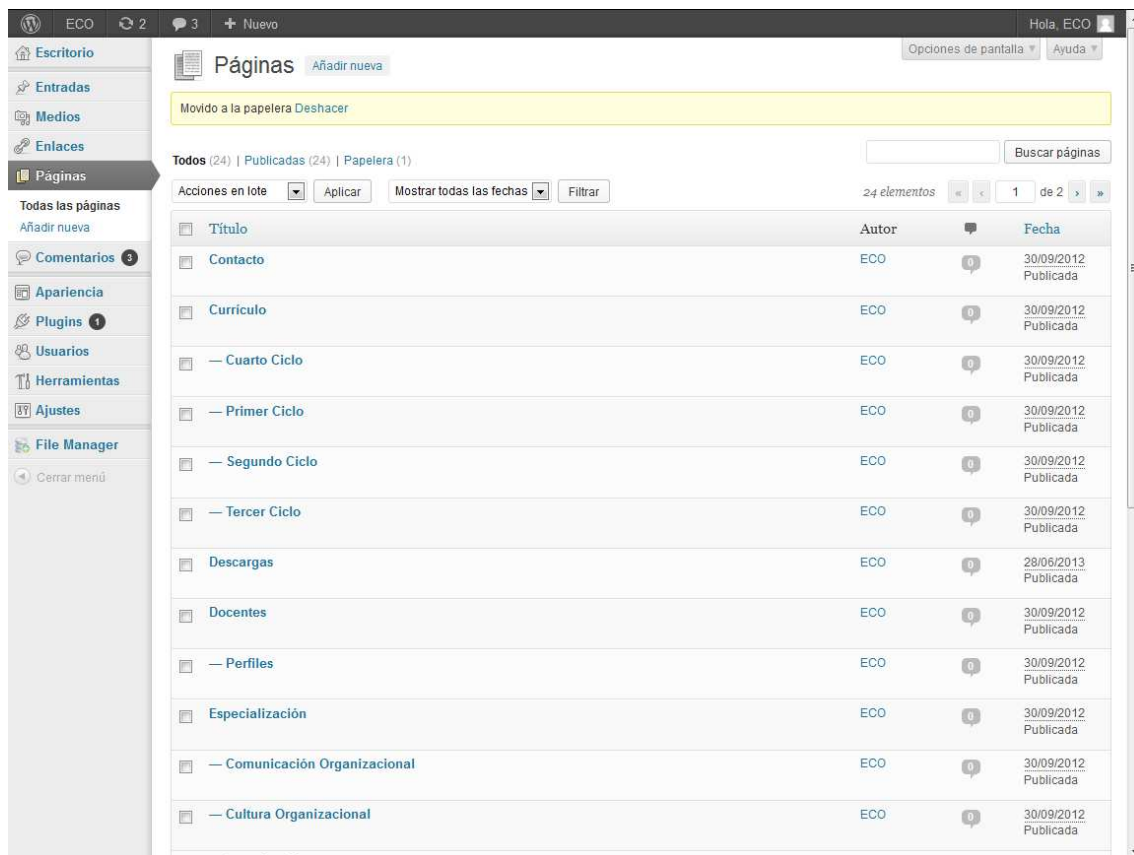 ECO 2 3 + Nuevo Hola, ECO
Escritorio
Entradas
Medios
Enlaces
Páginas
Todas las páginas
Añadir nueva
Comentarios 3
Apariencia
Plugins 1
Usuarios
Herramientas
Ajustes
File Manager
Cerrar menú
Opciones de pantalla Ayuda
Páginas Añadir nueva
Movido a la papelera Deshacer
Todos (24) | Publicadas (24) | Papelera (1) Buscar páginas
Acciones en lote Aplicar Mostrar todas las fechas Filtrar 24 elementos « ‹ 1 de 2 › »
Título Autor Fecha
Contacto ECO 0 30/09/2012
Publicada
Currículo ECO 0 30/09/2012
Publicada
— Cuarto Ciclo ECO 0 30/09/2012
Publicada
— Primer Ciclo ECO 0 30/09/2012
Publicada
— Segundo Ciclo ECO 0 30/09/2012
Publicada
— Tercer Ciclo ECO 0 30/09/2012
Publicada
Descargas ECO 0 28/06/2013
Publicada
Docentes ECO 0 30/09/2012
Publicada
— Perfiles ECO 0 30/09/2012
Publicada
Especialización ECO 0 30/09/2012
Publicada
— Comunicación Organizacional ECO 0 30/09/2012
Publicada
— Cultura Organizacional ECO 0 30/09/2012
Publicada